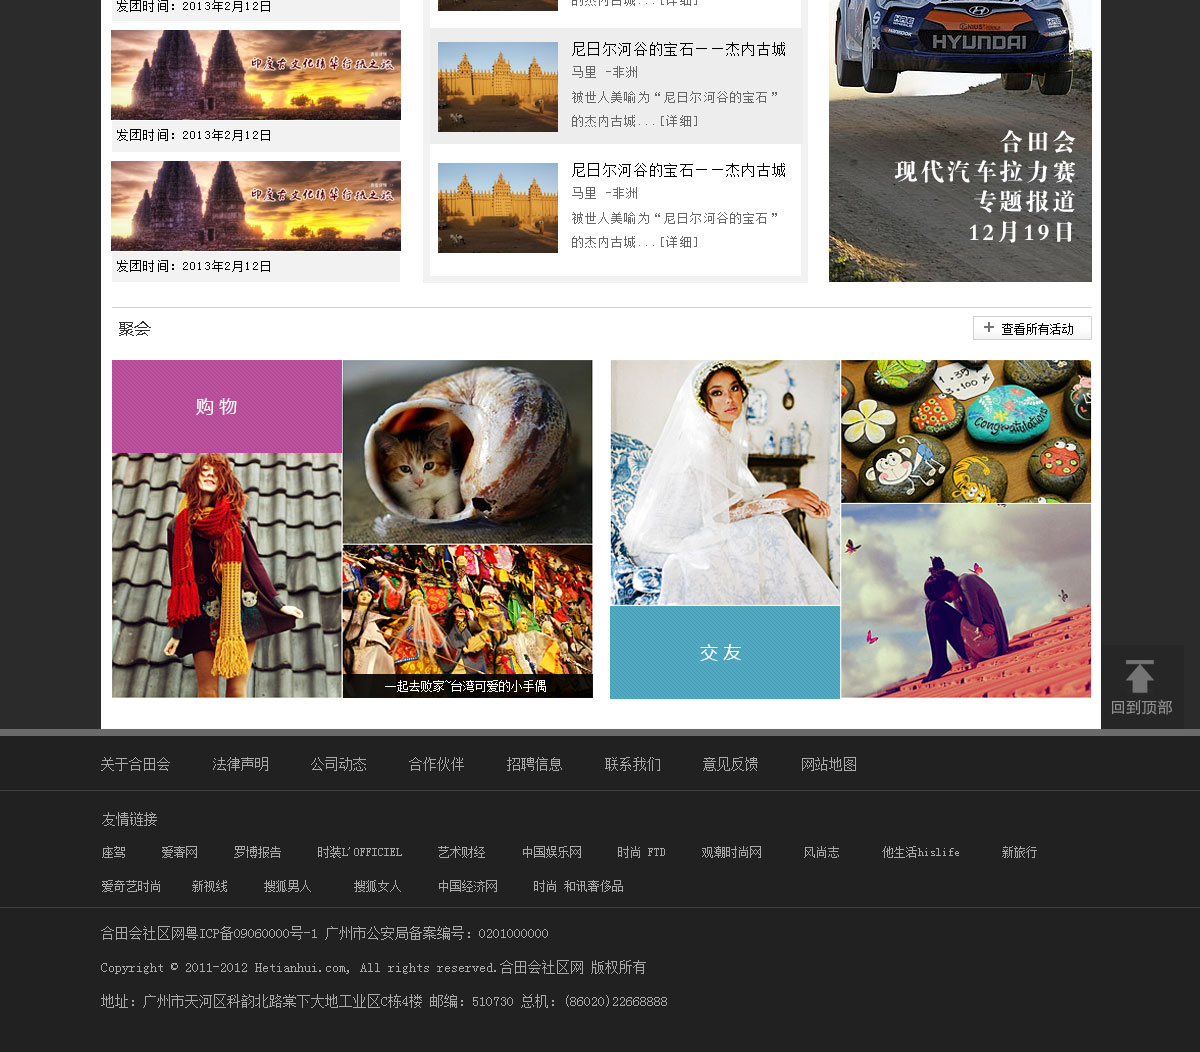 发团时间：2013年2月12日
印度古文化精华行摄之旅
发团时间：2013年2月12日
印度古文化精华行摄之旅
发团时间：2013年2月12日
的杰内古城...[详细]
尼日尔河谷的宝石——杰内古城
马里 -非洲
被世人美喻为“尼日尔河谷的宝石”
的杰内古城...[详细]
尼日尔河谷的宝石——杰内古城
马里 -非洲
被世人美喻为“尼日尔河谷的宝石”
的杰内古城...[详细]
HYUNDAI
合田会
现代汽车拉力赛
专题报道
12月19日
聚会
+ 查看所有活动
购物
congratulations
一起去败家~台湾可爱的小手偶
交友
回到顶部
关于合田会 法律声明 公司动态 合作伙伴 招聘信息 联系我们 意见反馈 网站地图
友情链接
座驾 爱奢网 罗博报告 时装L'OFFICIEL 艺术财经 中国娱乐网 时尚 FTD 观潮时尚网 风尚志 他生活hislife 新旅行
爱奇艺时尚 新视线 搜狐男人 搜狐女人 中国经济网 时尚 和讯奢侈品
合田会社区网粤ICP备09060000号-1 广州市公安局备案编号：0201000000
Copyright © 2011-2012 Hetianhui.com, All rights reserved.合田会社区网 版权所有
地址：广州市天河区科韵北路棠下大地工业区C栋4楼 邮编：510730 总机：(86020)22668888